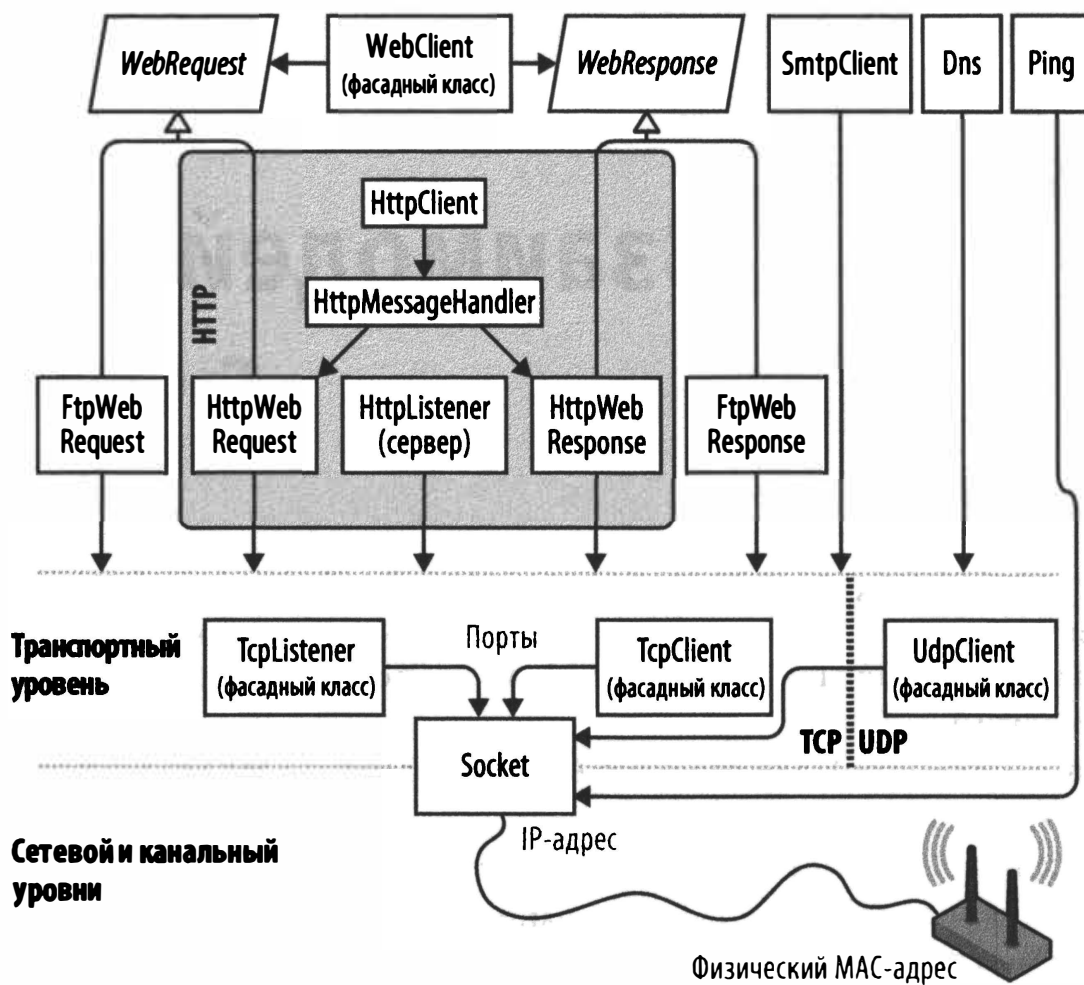 WebRequest
WebClient
(фасадный класс)
WebResponse
SmtpClient
Dns
Ping
HTTP
HttpClient
HttpMessageHandler
FtpWeb
Request
HttpWeb
Request
HttpListener
(сервер)
HttpWeb
Response
FtpWeb
Response
Транспортный
уровень
TcpListener
(фасадный класс)
Порты
TcpClient
(фасадный класс)
UdpClient
(фасадный класс)
TCP
UDP
Socket
Сетевой и канальный
уровни
IP-адрес
Физический MAC-адрес